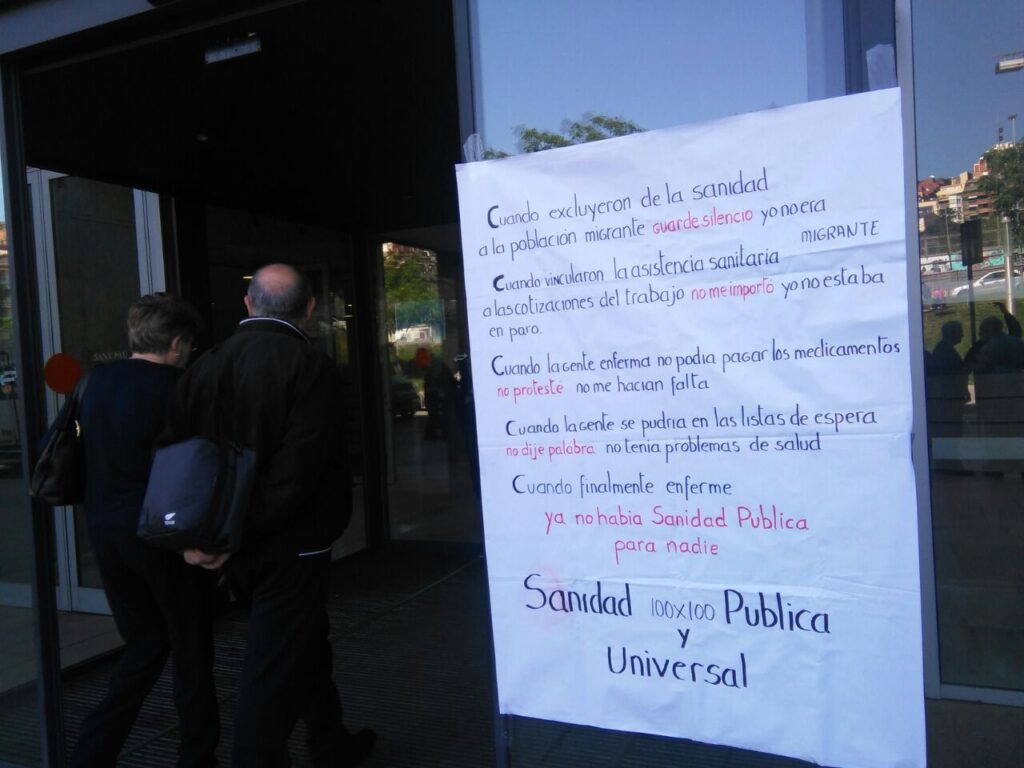 Cuando excluyeron de la sanidad
a la población migrante guarde silencio yo no era
MIGRANTE
Cuando vincularon la asistencia sanitaria
a las cotizaciones del trabajo no me importó yo no estaba
en paro.
Cuando la gente enferma no podia pagar los medicamentos
no protesté no me hacian falta
Cuando la gente se pudria en las listas de espera
no dije palabra no tenia problemas de salud
Cuando finalmente enferme
ya no habia Sanidad Publica
para nadie
Sanidad 100x100 Publica
y
Universal
SANT PAU